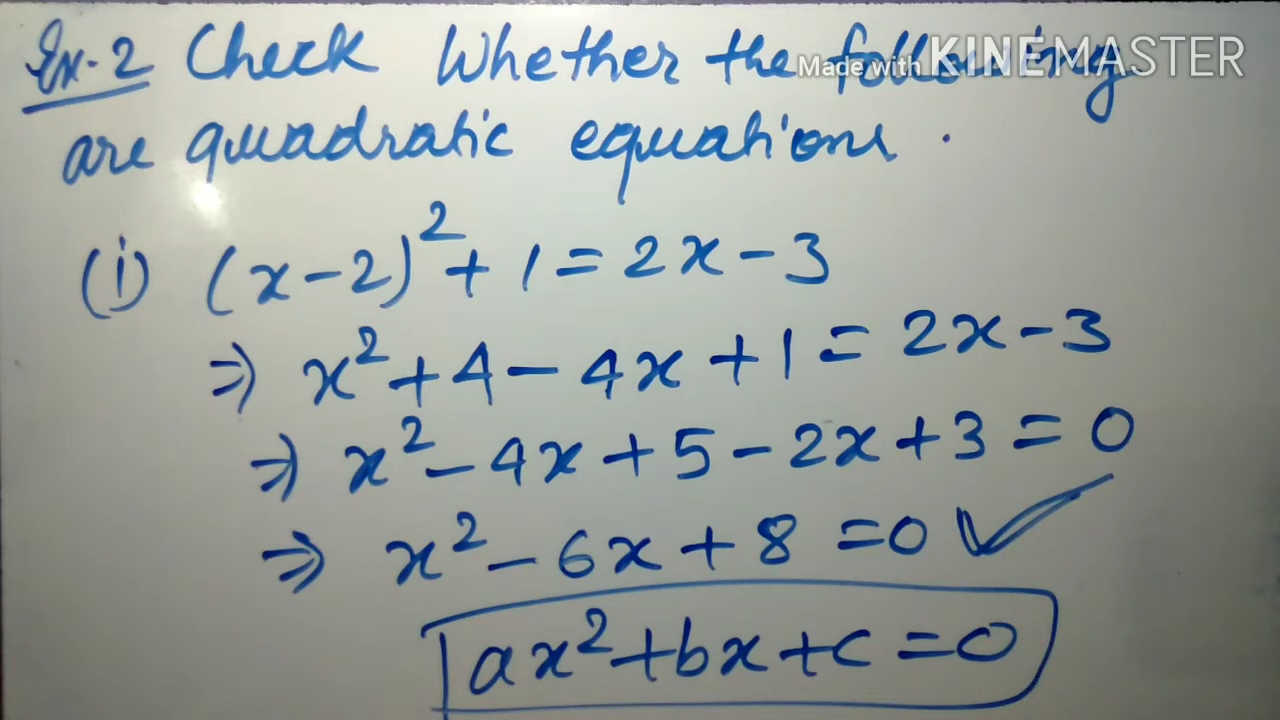 Ex-2 Check Whether the following
Made with KINEMASTER
are quadratic equations.
(i) (x-2)² + 1 = 2x - 3
⇒ x² + 4 - 4x + 1 = 2x - 3
⇒ x² - 4x + 5 - 2x + 3 = 0
⇒ x² - 6x + 8 = 0 ✓
ax² + bx + c = 0